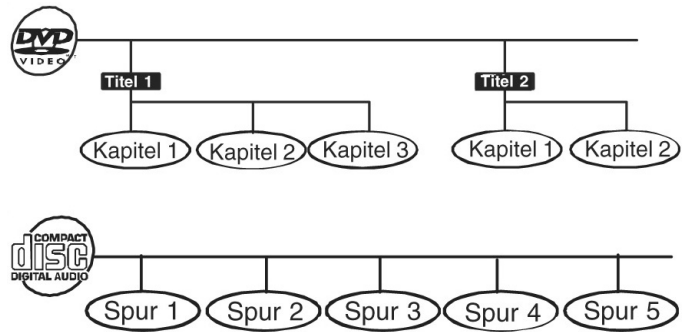 DVD
VIDEO
Titel 1 Titel 2
Kapitel 1 Kapitel 2 Kapitel 3 Kapitel 1 Kapitel 2
COMPACT
disc
DIGITAL AUDIO
Spur 1 Spur 2 Spur 3 Spur 4 Spur 5